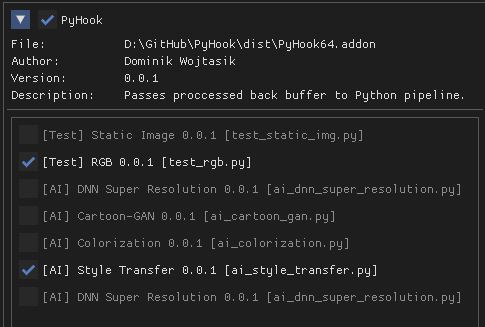 PyHook
File: D:\GitHub\PyHook\dist\PyHook64.addon
Author: Dominik Wojtasik
Version: 0.0.1
Description: Passes proccessed back buffer to Python pipeline.
[Test] Static Image 0.0.1 [test_static_img.py]
[Test] RGB 0.0.1 [test_rgb.py]
[AI] DNN Super Resolution 0.0.1 [ai_dnn_super_resolution.py]
[AI] Cartoon-GAN 0.0.1 [ai_cartoon_gan.py]
[AI] Colorization 0.0.1 [ai_colorization.py]
[AI] Style Transfer 0.0.1 [ai_style_transfer.py]
[AI] DNN Super Resolution 0.0.1 [ai_dnn_super_resolution.py]